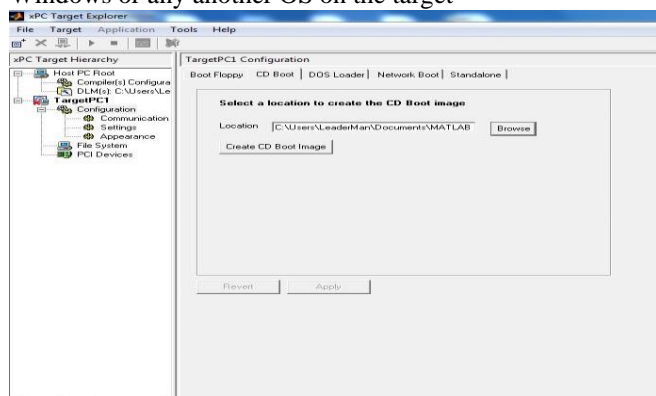 Windows or any another OS on the target
xPC Target Explorer
File Target Application Tools Help
xPC Target Hierarchy
Host PC Root
Compiler(s) Configura
DLM(s): C:\Users\Le
TargetPC1
Configuration
Communication
Settings
Appearance
File System
PCI Devices
TargetPC1 Configuration
Boot Floppy CD Boot DOS Loader Network Boot Standalone
Select a location to create the CD Boot image
Location C:\Users\LeaderMan\Documents\MATLAB Browse
Create CD Boot Image
Revert Apply